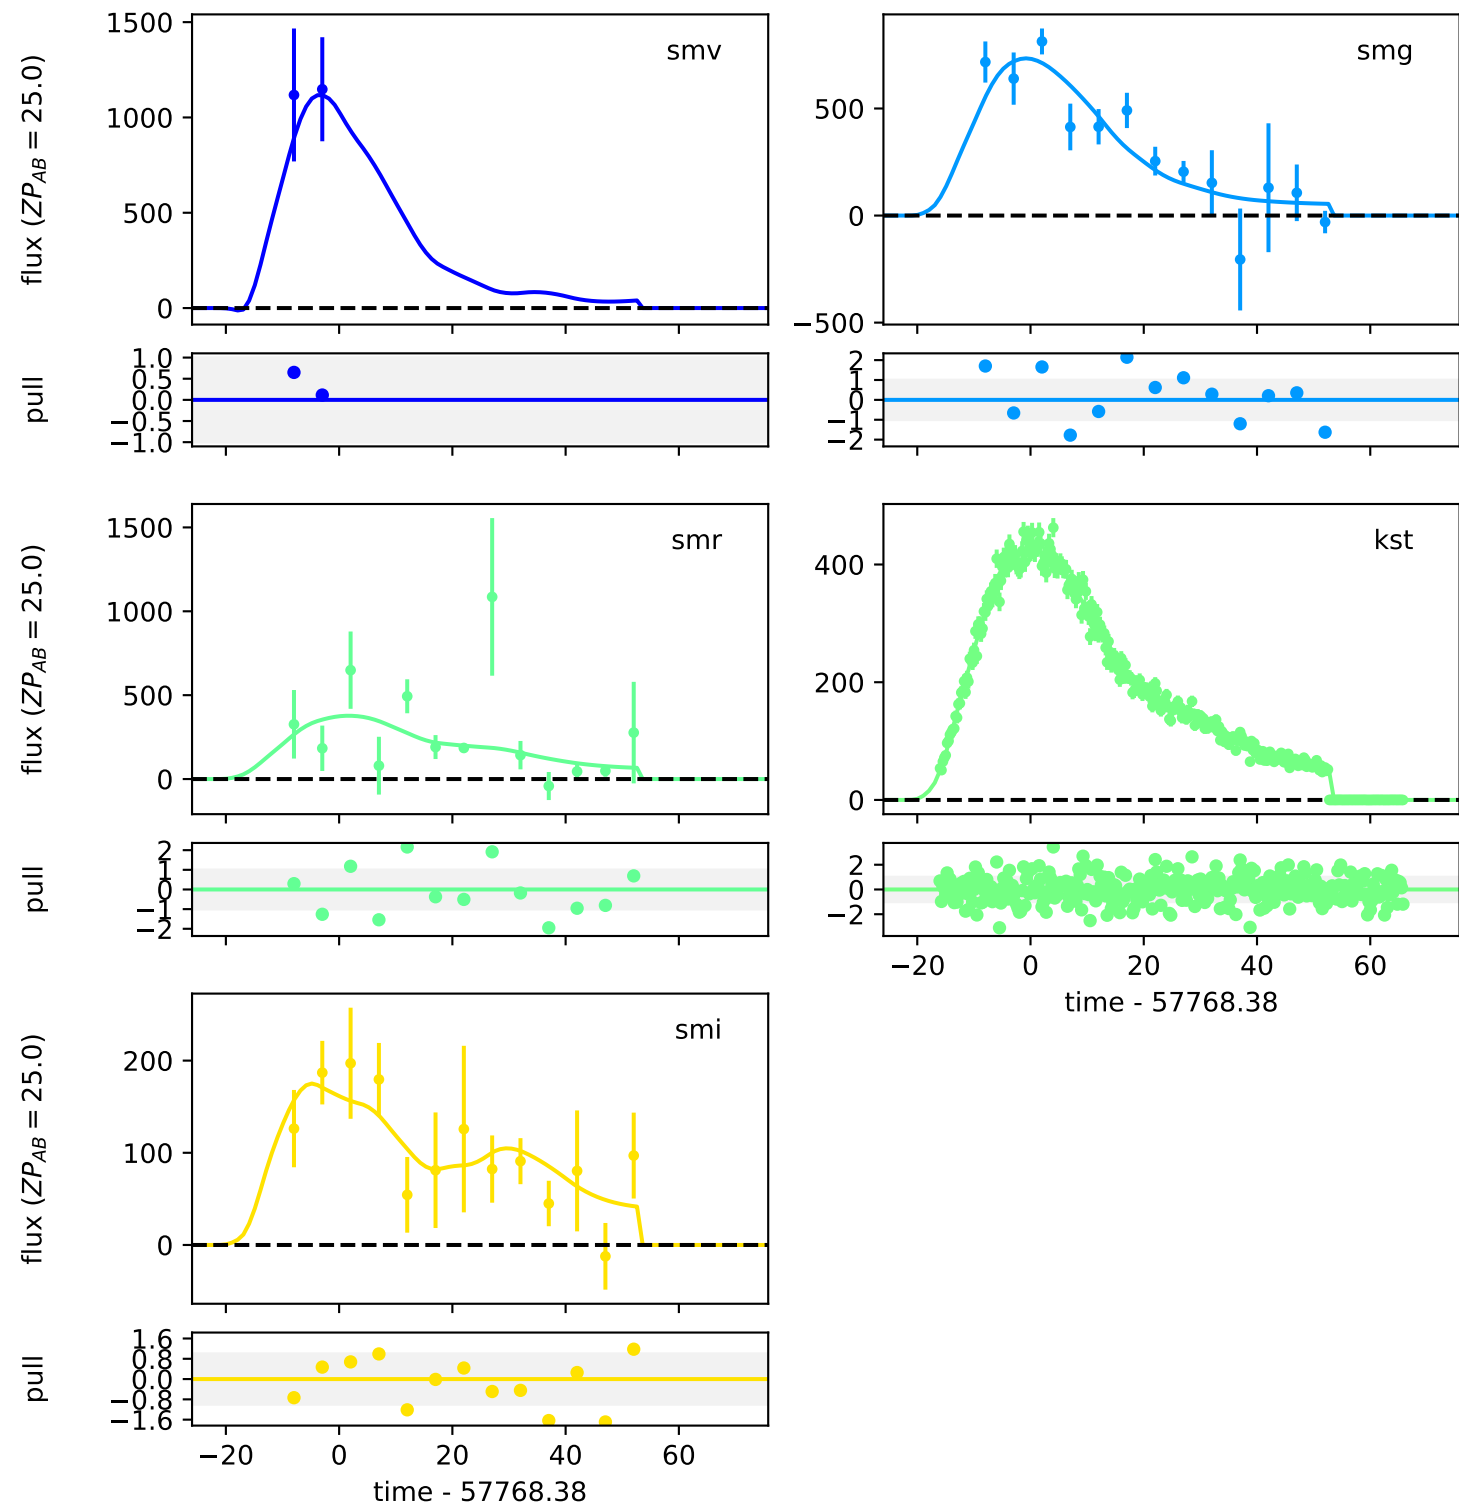 smv
flux (ZP_AB = 25.0)
1500
1000
500
0
pull
1.0
0.5
0.0
−0.5
−1.0
smg
500
0
−500
2
1
0
−1
−2
smr
flux (ZP_AB = 25.0)
1500
1000
500
0
pull
2
1
0
−1
−2
kst
400
200
0
2
0
−2
−20 0 20 40 60
time - 57768.38
smi
flux (ZP_AB = 25.0)
200
100
0
pull
1.6
0.8
0.0
−0.8
−1.6
−20 0 20 40 60
time - 57768.38